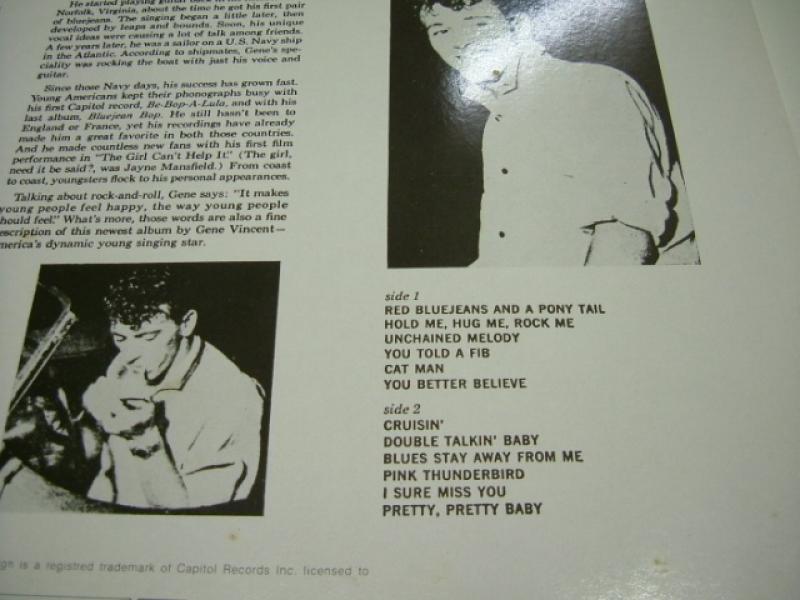 He started playing guitar back in
Norfolk, Virginia, about the time he got his first pair
of bluejeans. The singing began a little later, then
developed by leaps and bounds. Soon, his unique
vocal ideas were causing a lot of talk among friends.
A few years later, he was a sailor on a U.S. Navy ship
in the Atlantic. According to shipmates, Gene's spe-
ciality was rocking the boat with just his voice and
guitar.
Since those Navy days, his success has grown fast.
Young Americans kept their phonographs busy with
his first Capitol record, Be-Bop-A-Lula, and with his
last album, Bluejean Bop. He still hasn't been to
England or France, yet his recordings have already
made him a great favorite in both those countries.
And he made countless new fans with his first film
performance in "The Girl Can't Help It." (The girl,
need it be said?, was Jayne Mansfield.) From coast
to coast, youngsters flock to his personal appearances.
Talking about rock-and-roll, Gene says: "It makes
young people feel happy, the way young people
hould feel." What's more, those words are also a fine
escription of this newest album by Gene Vincent—
merica's dynamic young singing star.
side 1
RED BLUEJEANS AND A PONY TAIL
HOLD ME, HUG ME, ROCK ME
UNCHAINED MELODY
YOU TOLD A FIB
CAT MAN
YOU BETTER BELIEVE
side 2
CRUISIN'
DOUBLE TALKIN' BABY
BLUES STAY AWAY FROM ME
PINK THUNDERBIRD
I SURE MISS YOU
PRETTY, PRETTY BABY
gn is a registred trademark of Capitol Records Inc. licensed to